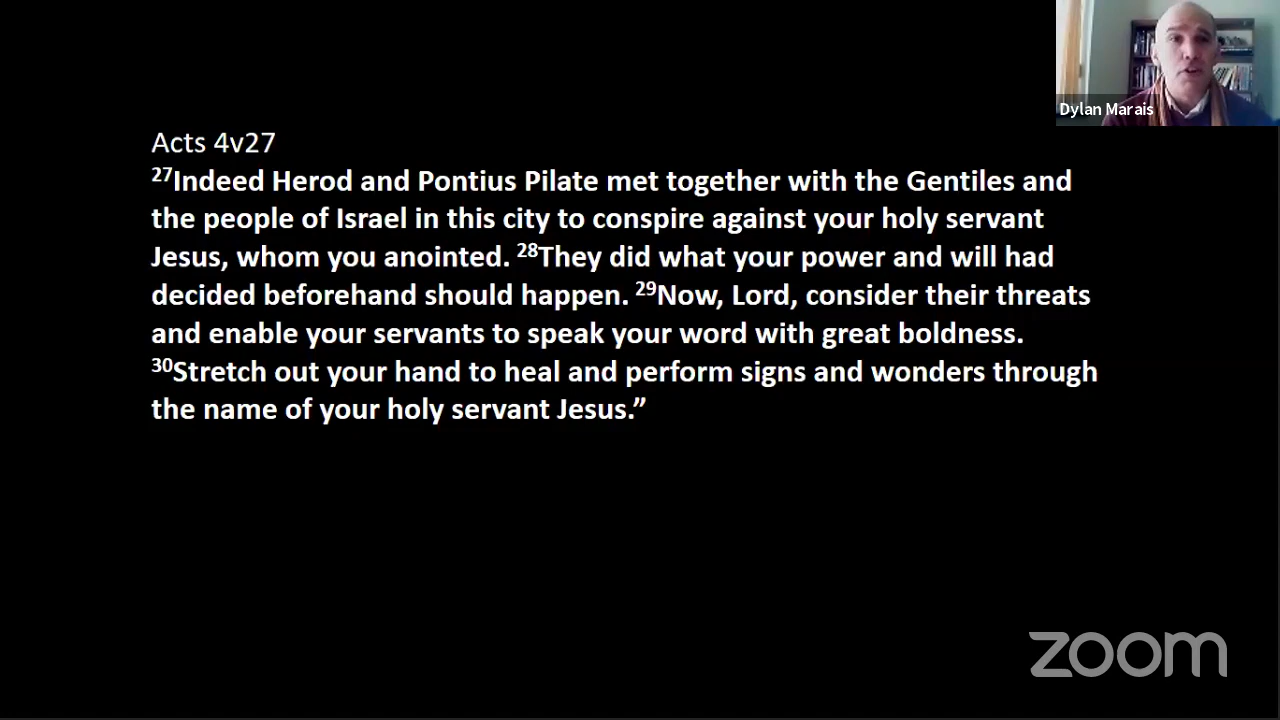 Dylan Marais
Acts 4v27
27Indeed Herod and Pontius Pilate met together with the Gentiles and
the people of Israel in this city to conspire against your holy servant
Jesus, whom you anointed. 28They did what your power and will had
decided beforehand should happen. 29Now, Lord, consider their threats
and enable your servants to speak your word with great boldness.
30Stretch out your hand to heal and perform signs and wonders through
the name of your holy servant Jesus.”
zoom